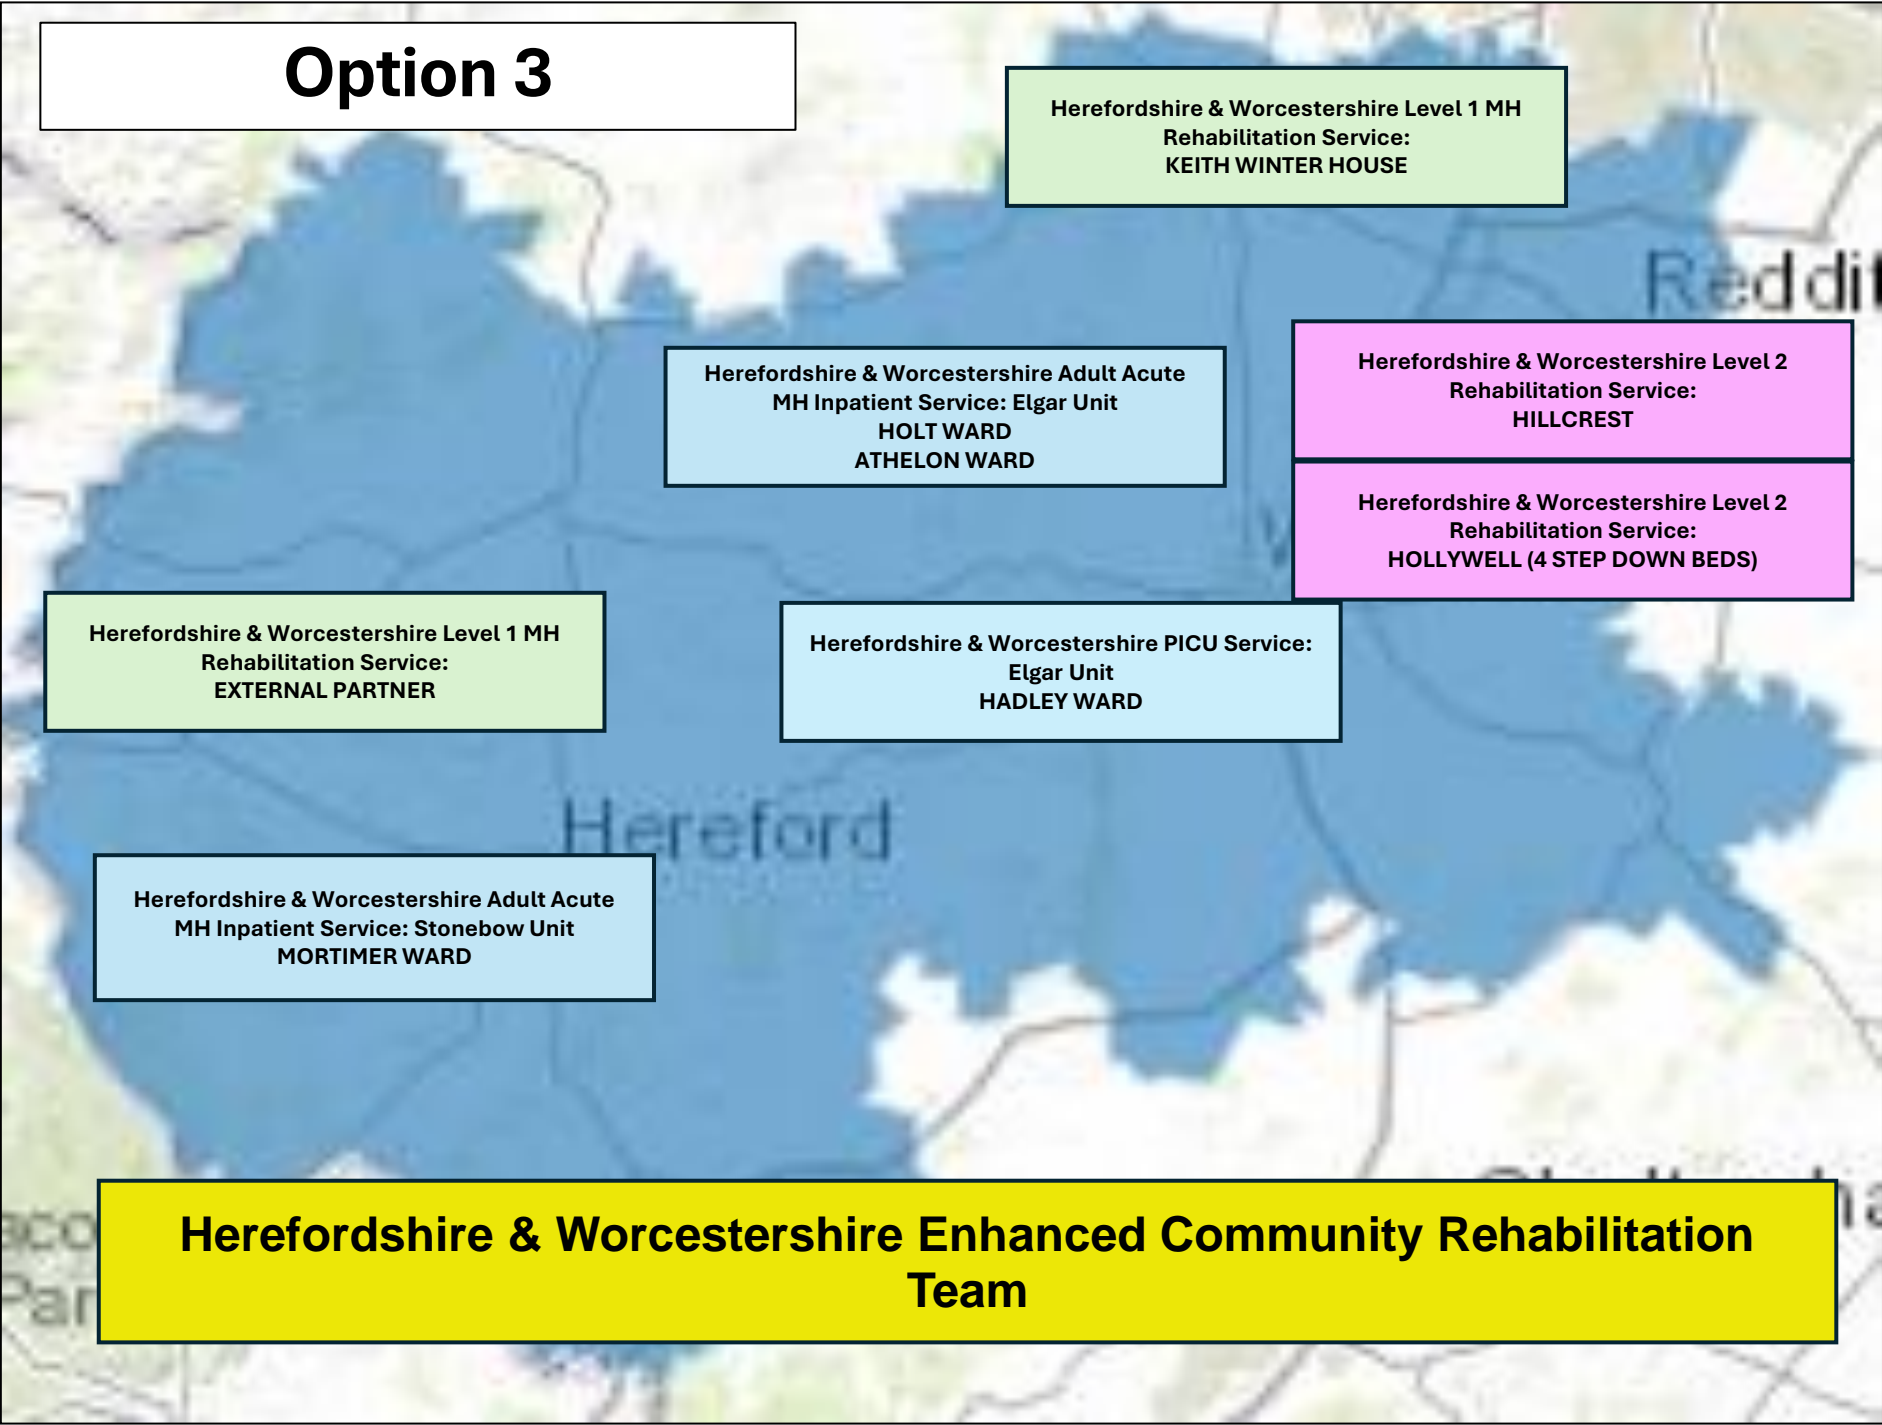 Option 3
Herefordshire & Worcestershire Level 1 MH
Rehabilitation Service:
KEITH WINTER HOUSE
Herefordshire & Worcestershire Adult Acute
MH Inpatient Service: Elgar Unit
HOLT WARD
ATHELON WARD
Herefordshire & Worcestershire Level 2
Rehabilitation Service:
HILLCREST
Herefordshire & Worcestershire Level 2
Rehabilitation Service:
HOLLYWELL (4 STEP DOWN BEDS)
Herefordshire & Worcestershire Level 1 MH
Rehabilitation Service:
EXTERNAL PARTNER
Herefordshire & Worcestershire PICU Service:
Elgar Unit
HADLEY WARD
Hereford
Herefordshire & Worcestershire Adult Acute
MH Inpatient Service: Stonebow Unit
MORTIMER WARD
Herefordshire & Worcestershire Enhanced Community Rehabilitation
Team